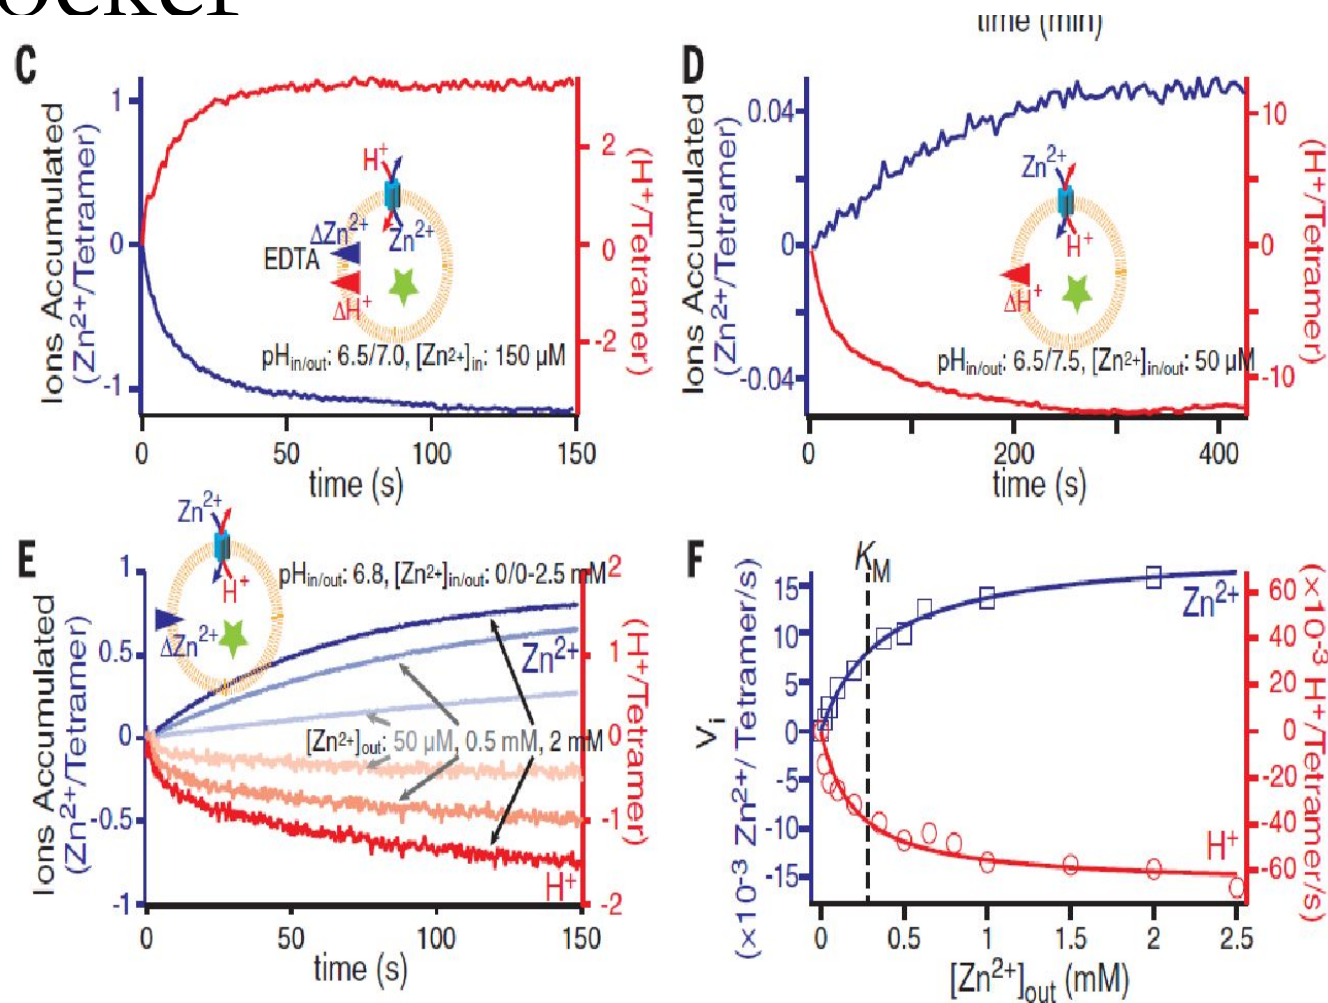 ocker
time (min)
C
Ions Accumulated
(Zn²⁺/Tetramer)
1
0
-1
2
0
-2
(H⁺/Tetramer)
H⁺
ΔZn²⁺
Zn²⁺
EDTA
ΔH⁺
pHin/out: 6.5/7.0, [Zn²⁺]in: 150 µM
0
50
100
150
time (s)
D
Ions Accumulated
(Zn²⁺/Tetramer)
0.04
0
-0.04
10
0
-10
(H⁺/Tetramer)
Zn²⁺
H⁺
ΔH⁺
pHin/out: 6.5/7.5, [Zn²⁺]in/out: 50 µM
0
200
400
time (s)
E
Ions Accumulated
(Zn²⁺/Tetramer)
1
0.5
0
-0.5
-1
2
1
0
-1
-2
(H⁺/Tetramer)
Zn²⁺
H⁺
ΔZn²⁺
pHin/out: 6.8, [Zn²⁺]in/out: 0/0-2.5 mM
Zn²⁺
[Zn²⁺]out: 50 µM, 0.5 mM, 2 mM
H⁺
0
50
100
150
time (s)
F
Vi
(×10⁻³ Zn²⁺/ Tetramer/s)
15
10
5
0
-5
-10
-15
KM
Zn²⁺
H⁺
60
40
20
0
-20
-40
-60
(×10⁻³ H⁺/Tetramer/s)
0
0.5
1
1.5
2
2.5
[Zn²⁺]out (mM)